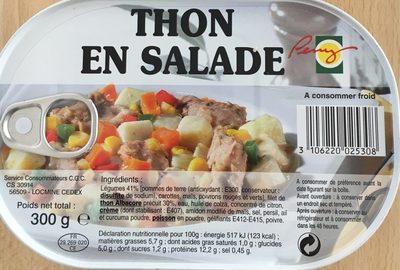 THON
EN SALADE
Peny
A consommer froid
3 106220 025308
Service Consommateurs C.G.C.
CS 30914
56509 - LOCMINE CEDEX
Poids net total :
300 g e
FR
29.269.020
CE
Ingrédients :
Légumes 41% [pommes de terre (antioxydant : E300, conservateur :
disulfite de sodium), carottes, maïs, poivrons rouges et verts], filet de
thon Albacore précuit 30%, eau, huile de colza, concentré de citron,
crème (dont stabilisant : E407), amidon modifié de maïs, sel, persil, ail
et curcuma poudre, poisson en poudre, gélifiants E412-E415, poivre.
Déclaration nutritionnelle pour 100g : énergie 517 kJ (123 kcal) ;
matières grasses 5,7 g ; dont acides gras saturés 1,0 g ; glucides
5,0 g dont sucres 1,2 g ; protéines 12,2 g ; sel 0,45 g.
A consommer de préférence avant la
date figurant sur la boîte.
Avant ouverture : à conserver dans
un endroit sec et tempéré.
Après ouverture : à conserver au
réfrigérateur et à consommer
dans les 48 heures.